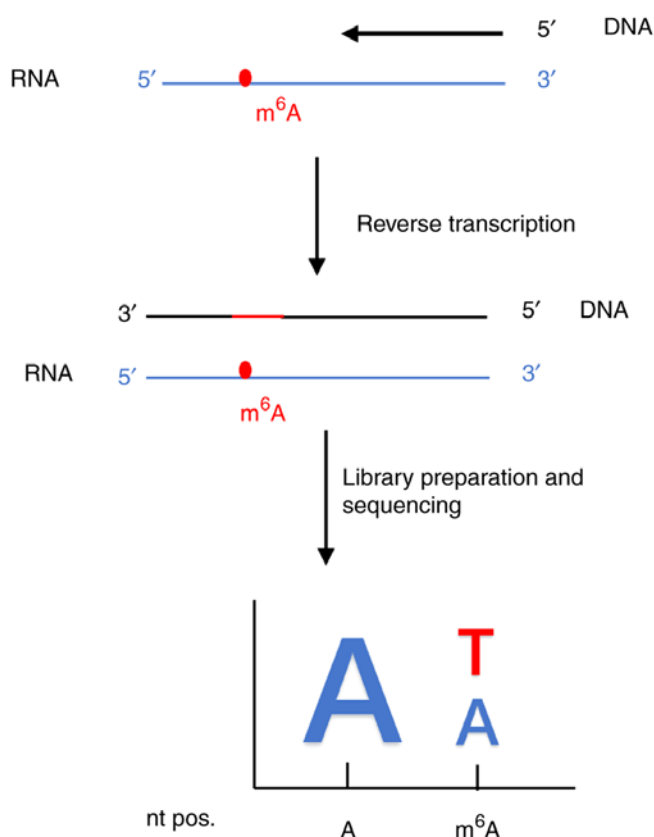 5′ DNA
RNA 5′ 3′
m⁶A
Reverse transcription
3′ 5′ DNA
RNA 5′ 3′
m⁶A
Library preparation and
sequencing
A T
A
nt pos. A m⁶A